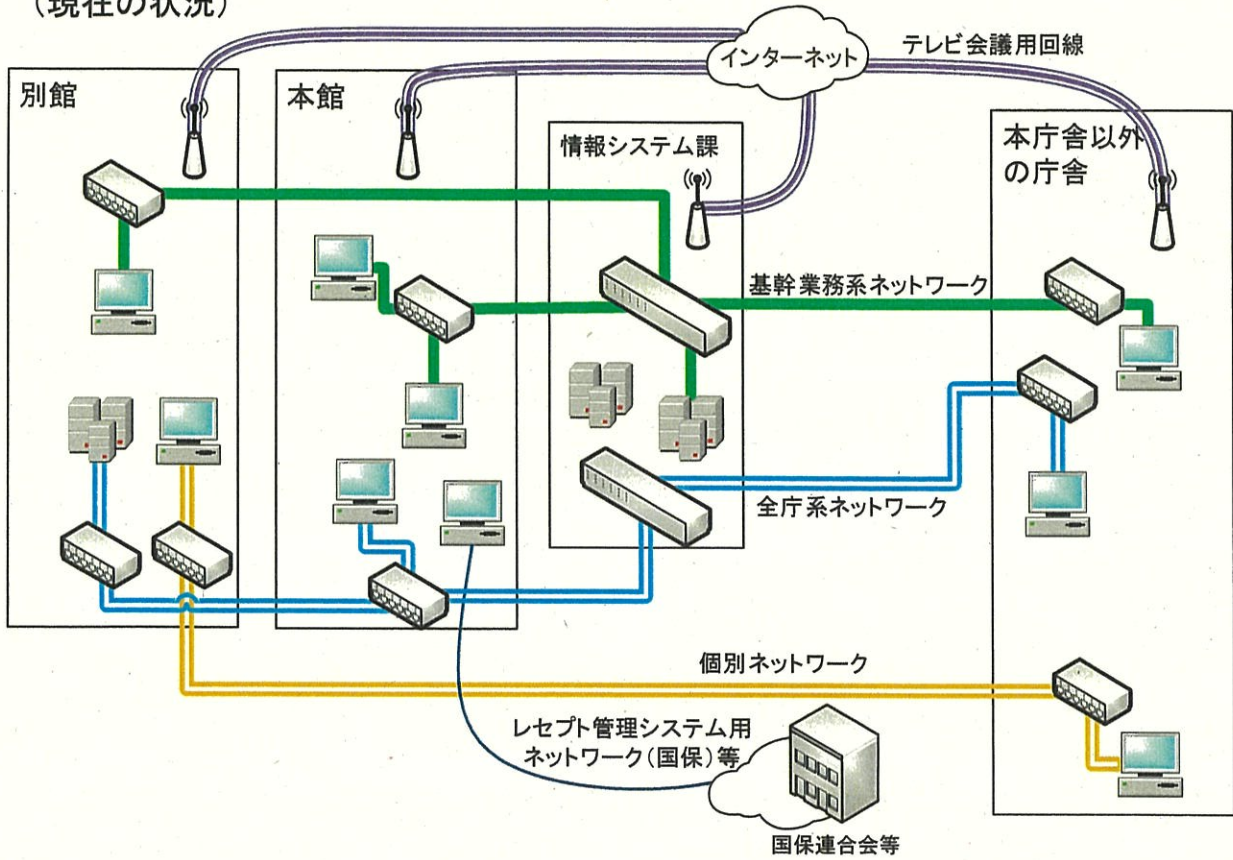 （現在の状況）
インターネット
テレビ会議用回線
別館
本館
情報システム課
本庁舎以外
の庁舎
基幹業務系ネットワーク
全庁系ネットワーク
個別ネットワーク
レセプト管理システム用
ネットワーク（国保）等
国保連合会等